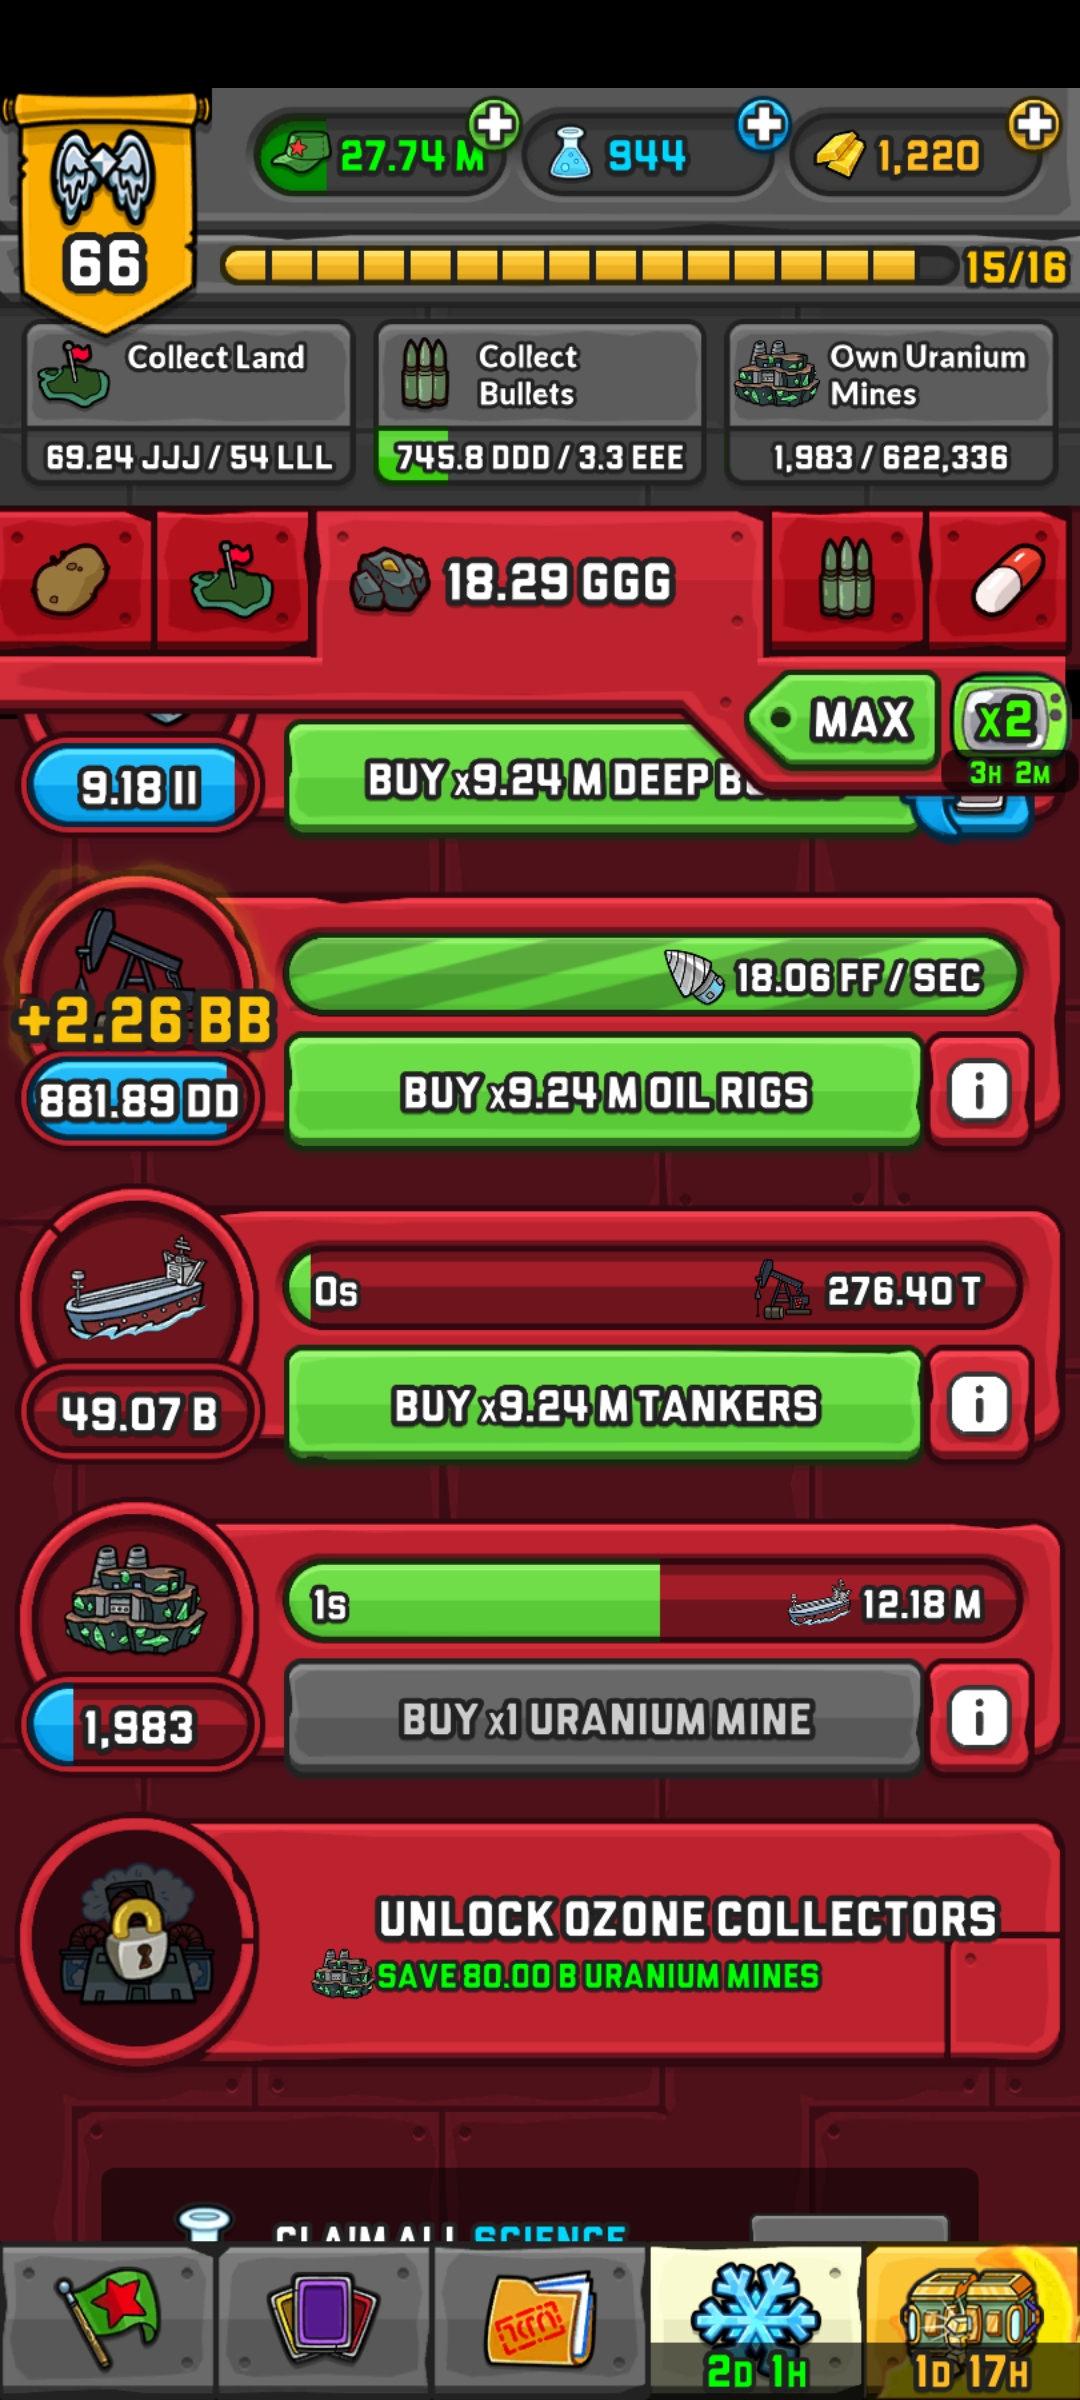 27.74 M
944
1,220
66
15/16
Collect Land
69.24 JJJ / 54 LLL
Collect
Bullets
745.8 DDD / 3.3 EEE
Own Uranium
Mines
1,983 / 622,336
18.29 GGG
MAX
x2
3H 2M
9.18 II
BUY x9.24 M DEEP
+2.26 BB
881.89 DD
18.06 FF / SEC
BUY x9.24 M OIL RIGS
i
0s
276.40 T
49.07 B
BUY x9.24 M TANKERS
i
1s
12.18 M
1,983
BUY x1 URANIUM MINE
i
UNLOCK OZONE COLLECTORS
SAVE 80.00 B URANIUM MINES
CLAIM ALL SCIENCE
2D 1H
1D 17H